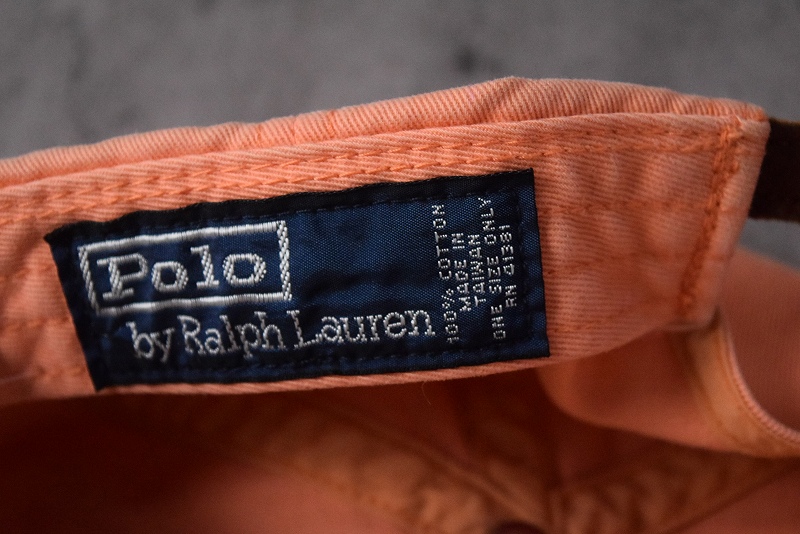 Polo
by Ralph Lauren
100% COTTON
MADE IN
TAIWAN
ONE SIZE ONLY
RN 41381